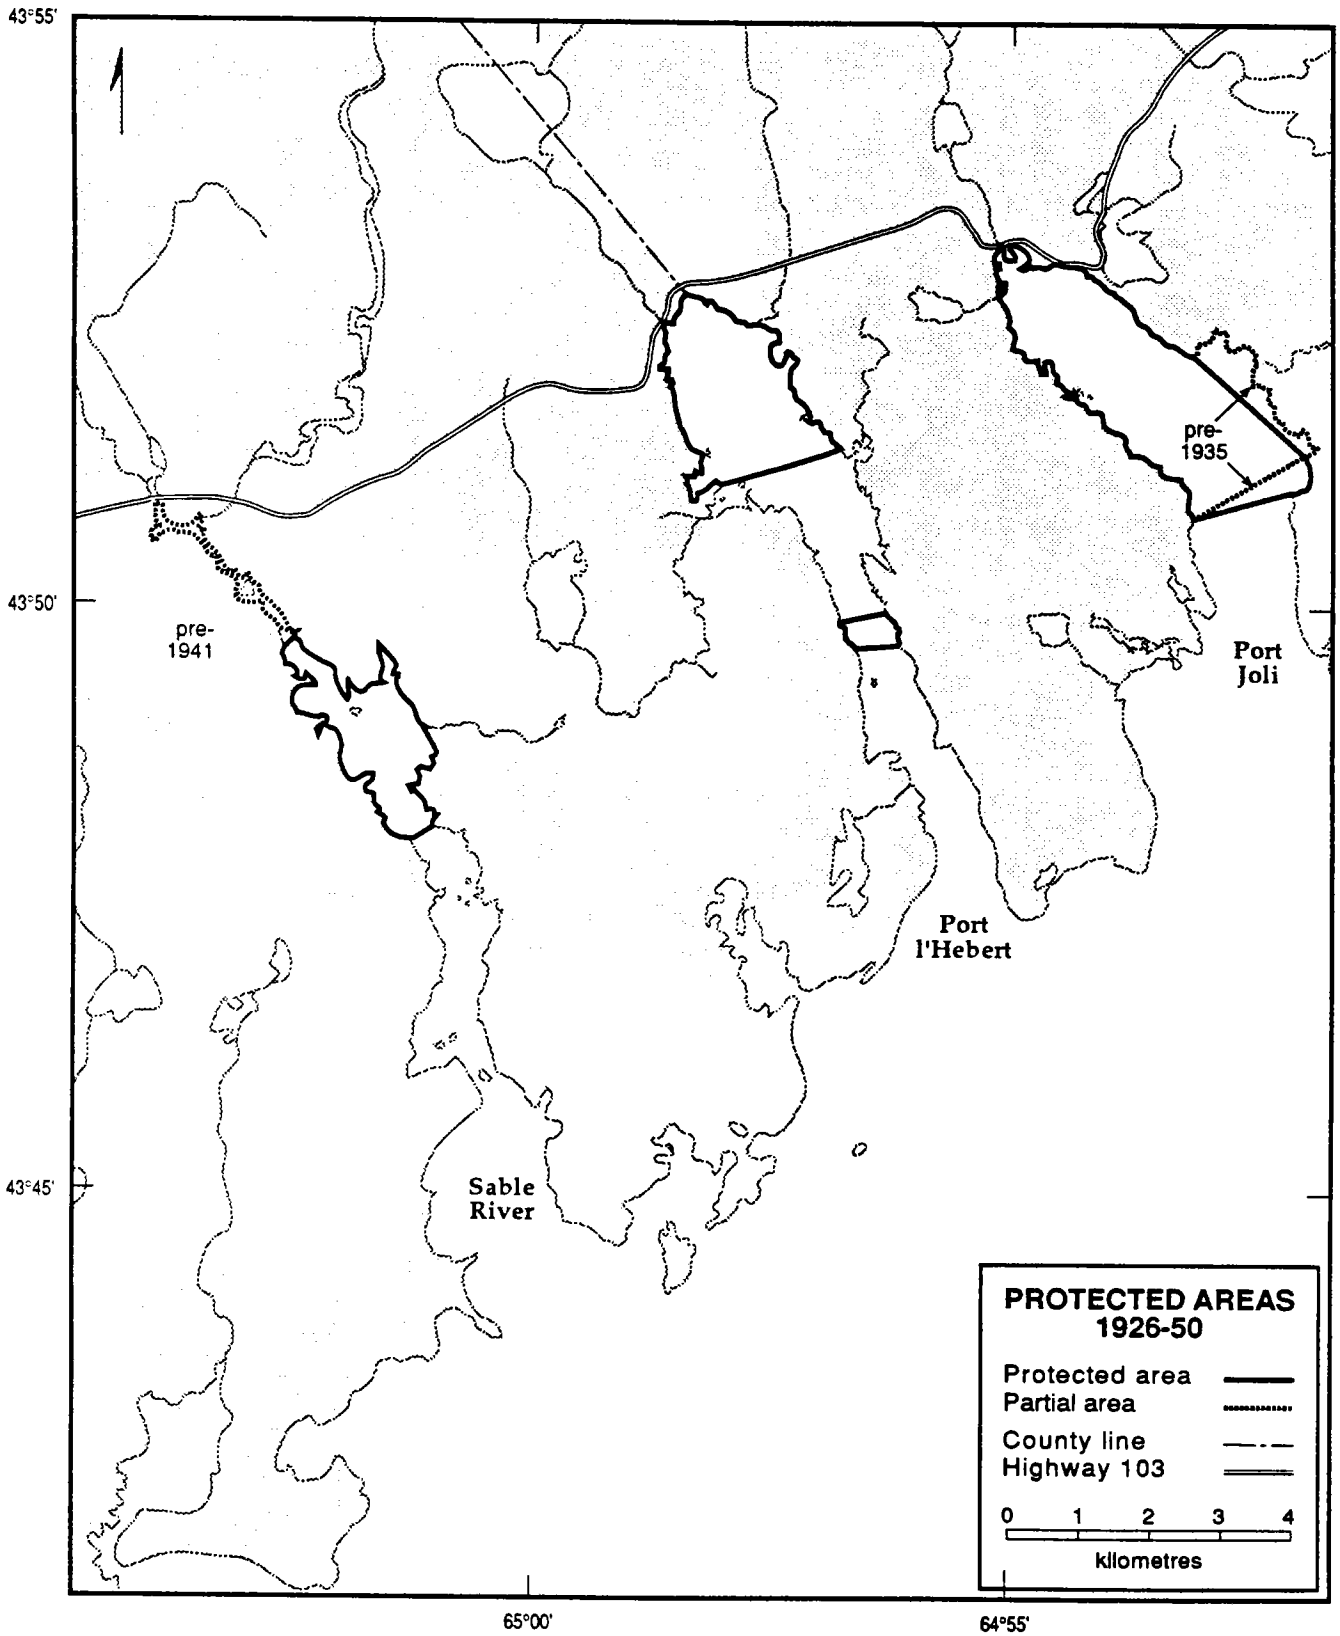 43°55'
pre-
1935
43°50'
pre-
1941
Port
Joli
Port
l'Hebert
43°45'
Sable
River
PROTECTED AREAS
1926-50
Protected area
Partial area
County line
Highway 103
0 1 2 3 4
kilometres
65°00' 64°55'